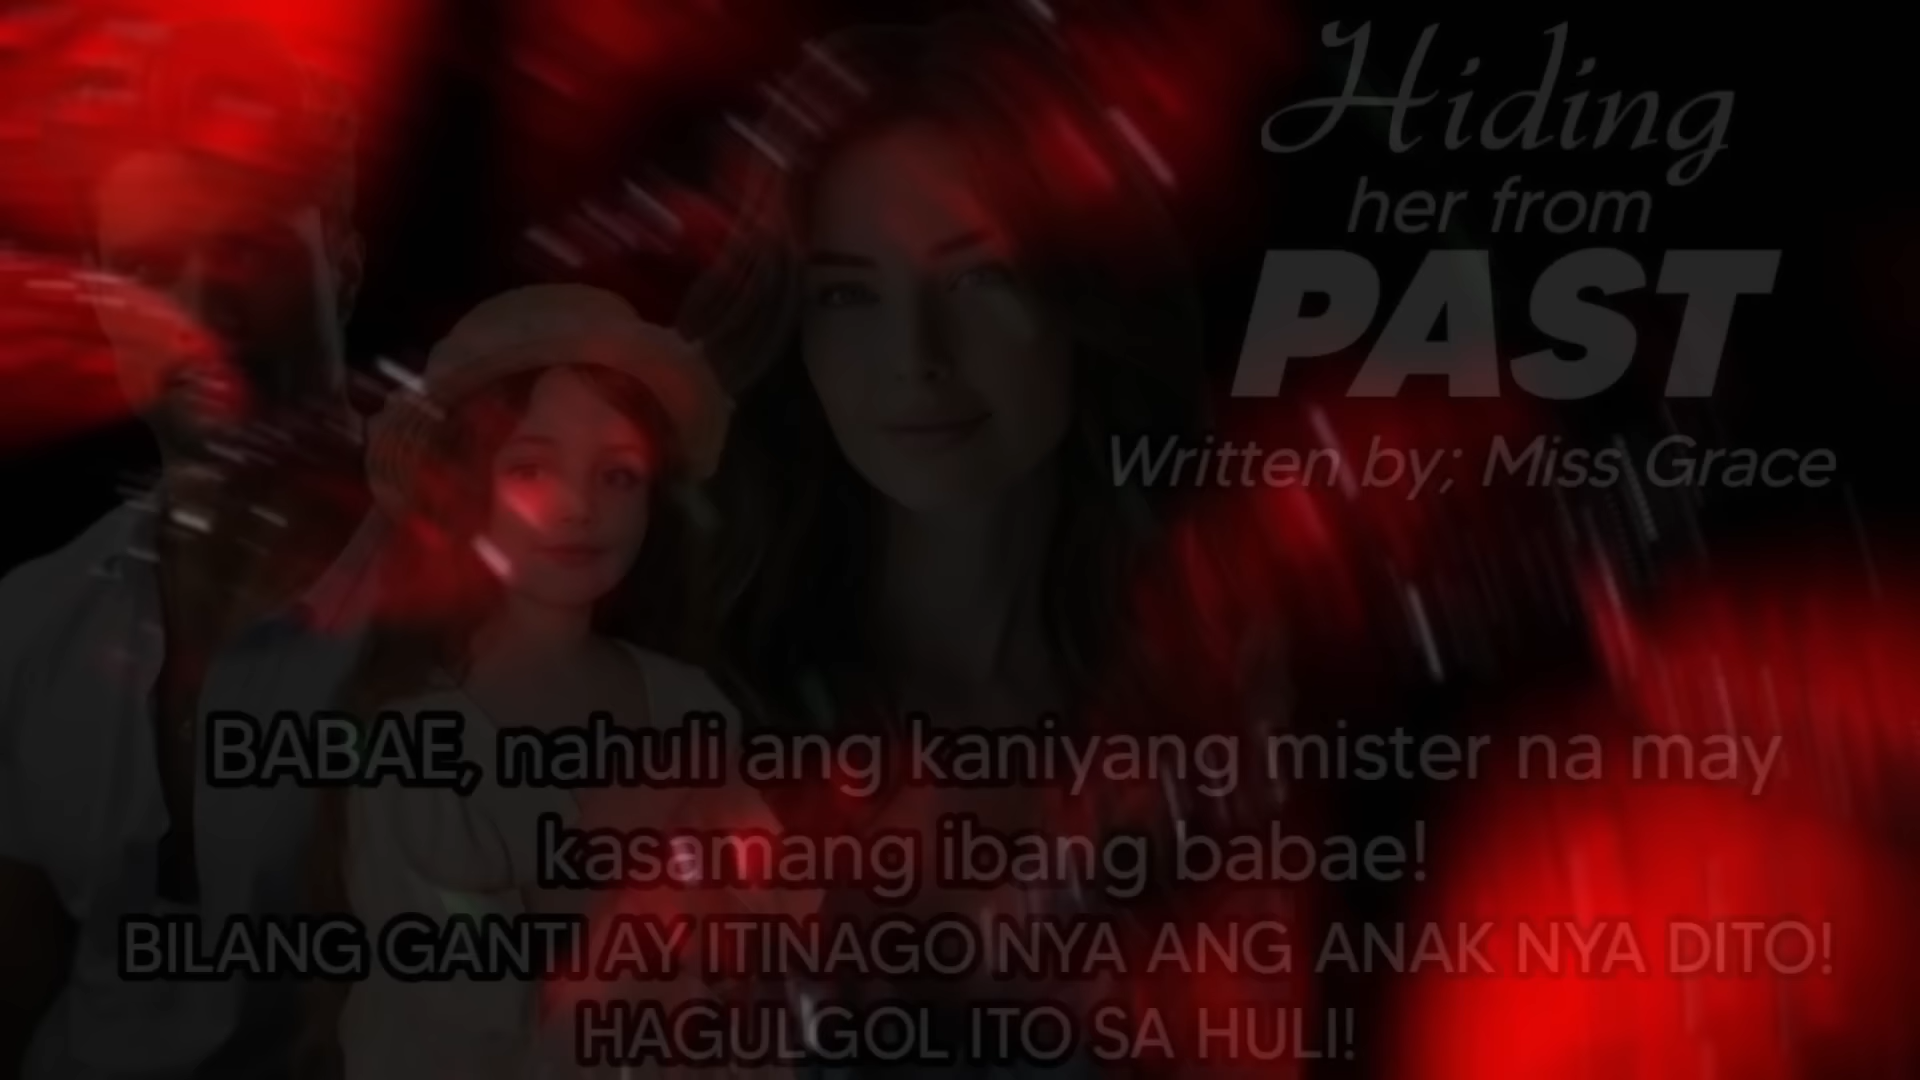 Hiding
her from
PAST
Written by; Miss Grace
BABAE, nahuli ang kaniyang mister na may
kasamang ibang babae!
BILANG GANTI AY ITINAGO NYA ANG ANAK NYA DITO!
HAGULGOL ITO SA HULI!